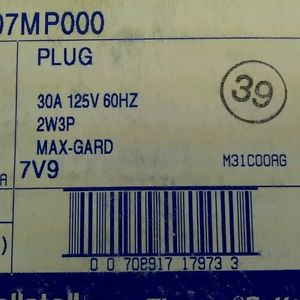 07MP000
PLUG
39
30A 125V 60HZ
2W3P
MAX-GARD
7V9
M31C00AG
A
)
0 0 708917 17973 3